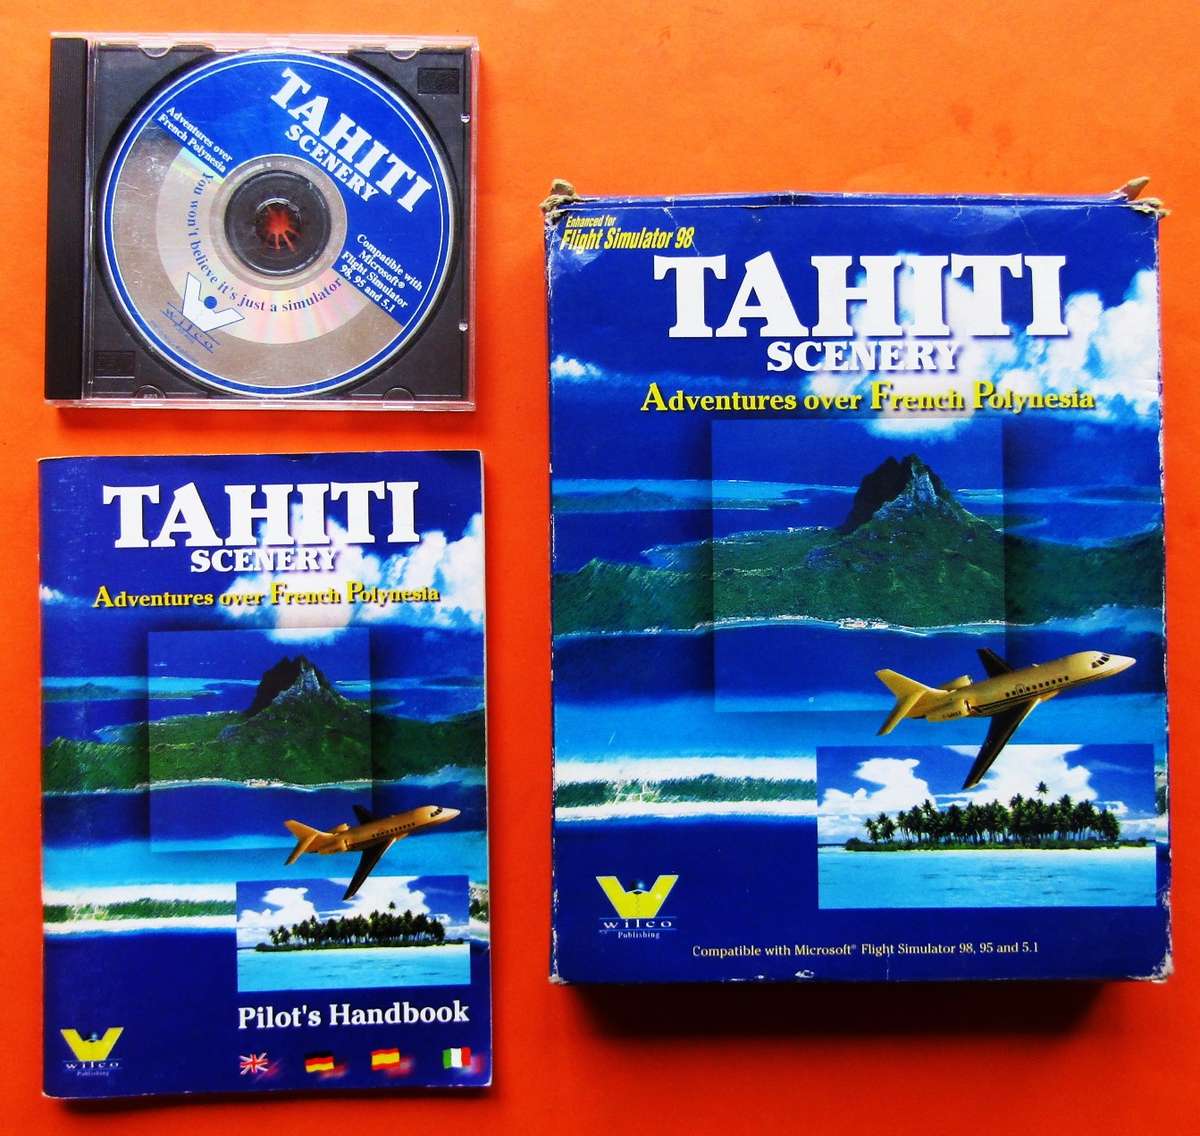 TAHITI
SCENERY
Adventures over
French Polynesia
Compatible with
Microsoft®
Flight Simulator
98, 95 and 5.1
You won't believe it's just a simulator
wilco
TAHITI
SCENERY
Adventures over French Polynesia
Pilot's Handbook
wilco
Publishing
Enhanced for
Flight Simulator 98
TAHITI
SCENERY
Adventures over French Polynesia
wilco
Publishing
Compatible with Microsoft® Flight Simulator 98, 95 and 5.1